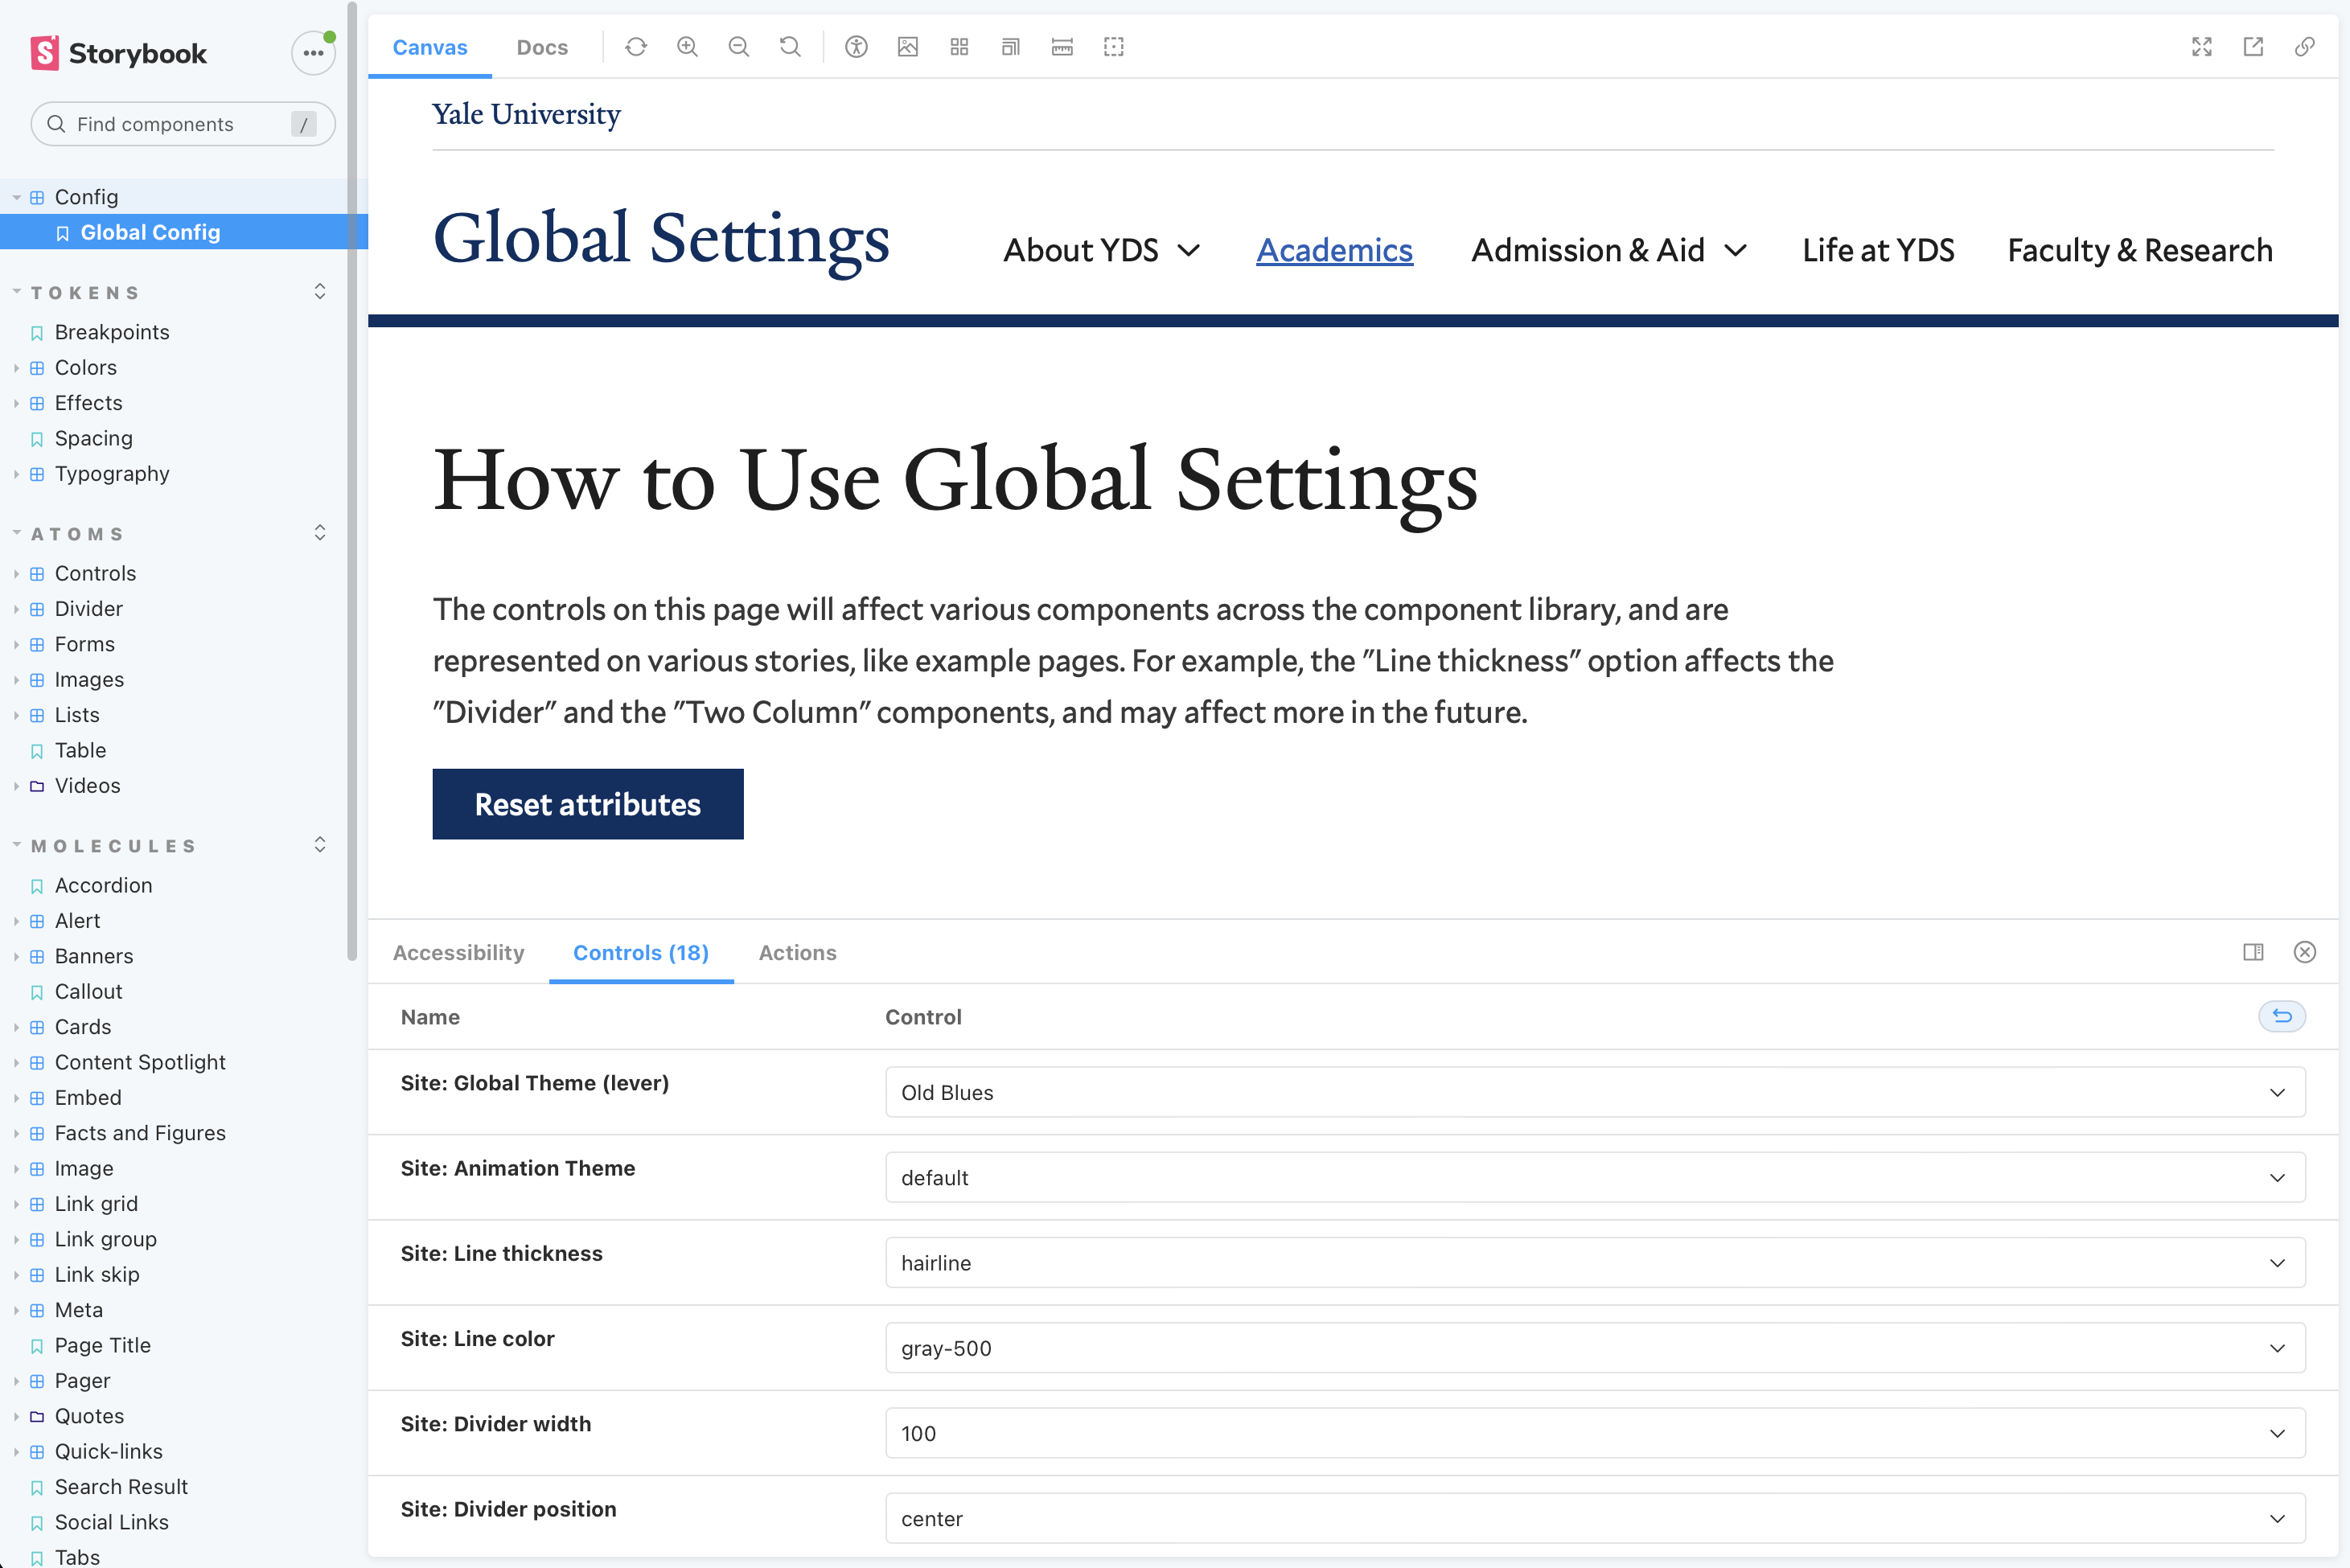 Storybook
Find components
/
Config
Global Config
TOKENS
Breakpoints
Colors
Effects
Spacing
Typography
ATOMS
Controls
Divider
Forms
Images
Lists
Table
Videos
MOLECULES
Accordion
Alert
Banners
Callout
Cards
Content Spotlight
Embed
Facts and Figures
Image
Link grid
Link group
Link skip
Meta
Page Title
Pager
Quotes
Quick-links
Search Result
Social Links
Tabs
Canvas
Docs
Yale University
Global Settings
About YDS
Academics
Admission & Aid
Life at YDS
Faculty & Research
How to Use Global Settings
The controls on this page will affect various components across the component library, and are
represented on various stories, like example pages. For example, the "Line thickness" option affects the
"Divider" and the "Two Column" components, and may affect more in the future.
Reset attributes
Accessibility
Controls (18)
Actions
Name
Control
Site: Global Theme (lever)
Old Blues
Site: Animation Theme
default
Site: Line thickness
hairline
Site: Line color
gray-500
Site: Divider width
100
Site: Divider position
center